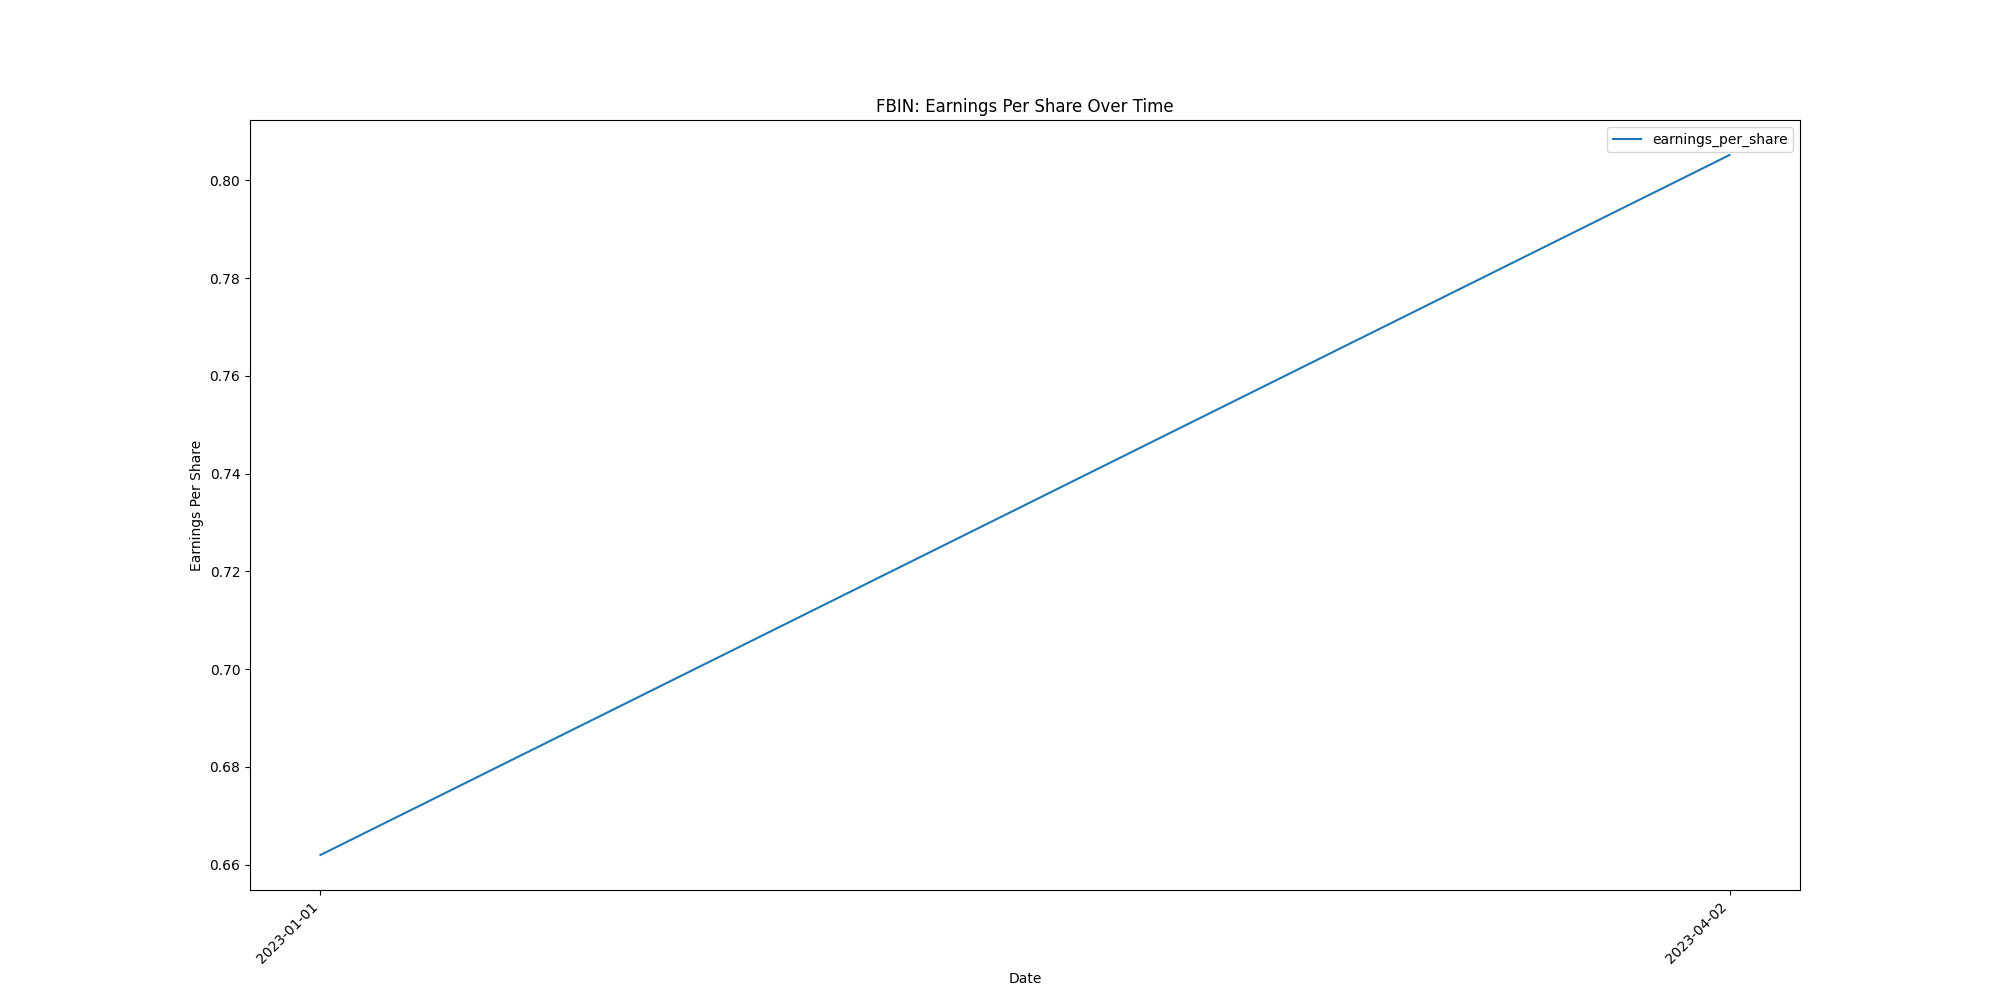 FBIN: Earnings Per Share Over Time
earnings_per_share
0.80
0.78
0.76
0.74
0.72
0.70
0.68
0.66
Earnings Per Share
2023-01-01
2023-04-02
Date